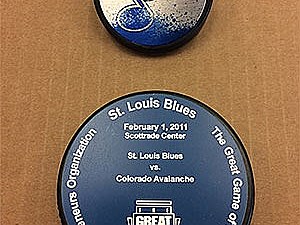 St. Louis Blues
February 1, 2011
Scottrade Center
St. Louis Blues
vs.
Colorado Avalanche
GREAT
Organization
The Great Game of